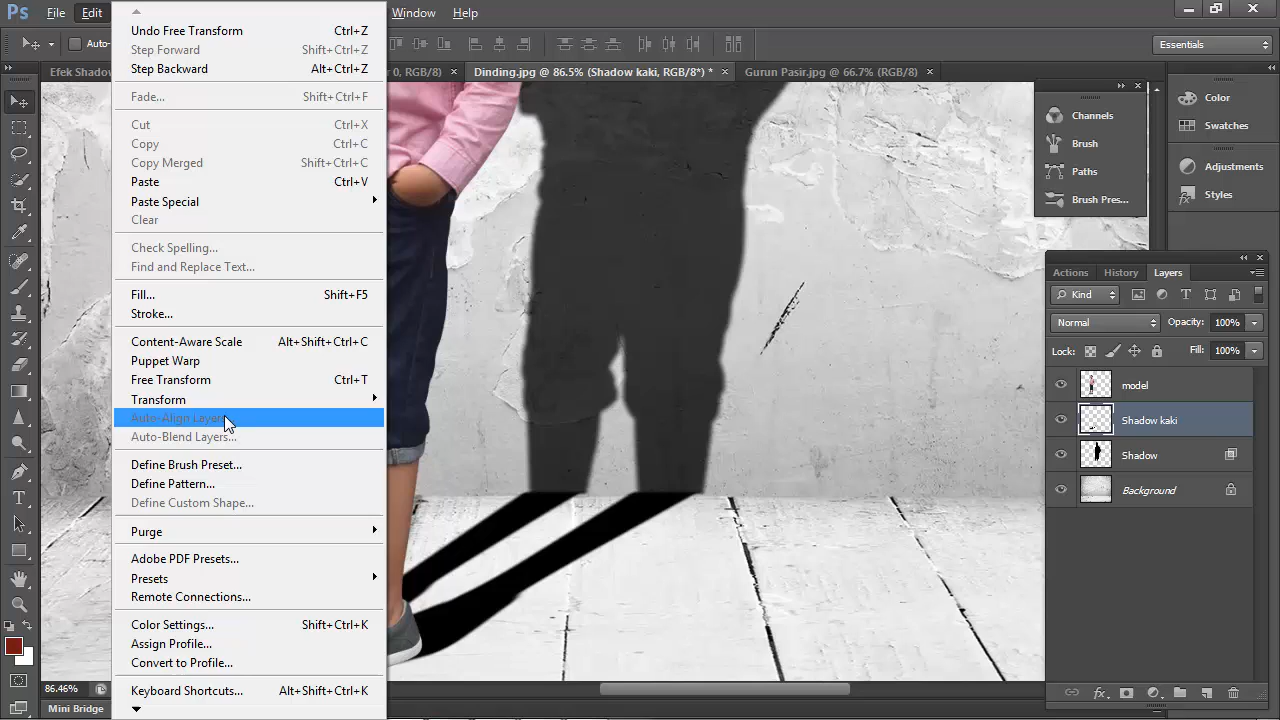 Ps File Edit Window Help
Auto-
Essentials
Efek Shadow
r 0, RGB/8)
Dinding.jpg @ 86.5% (Shadow kaki, RGB/8*) *
Gurun Pasir.jpg @ 66.7% (RGB/8)
Undo Free Transform Ctrl+Z
Step Forward Shift+Ctrl+Z
Step Backward Alt+Ctrl+Z
Fade... Shift+Ctrl+F
Cut Ctrl+X
Copy Ctrl+C
Copy Merged Shift+Ctrl+C
Paste Ctrl+V
Paste Special
Clear
Check Spelling...
Find and Replace Text...
Fill... Shift+F5
Stroke...
Content-Aware Scale Alt+Shift+Ctrl+C
Puppet Warp
Free Transform Ctrl+T
Transform
Auto-Align Layers...
Auto-Blend Layers...
Define Brush Preset...
Define Pattern...
Define Custom Shape...
Purge
Adobe PDF Presets...
Presets
Remote Connections...
Color Settings... Shift+Ctrl+K
Assign Profile...
Convert to Profile...
Keyboard Shortcuts... Alt+Shift+Ctrl+K
Channels
Brush
Paths
Brush Pres...
Color
Swatches
Adjustments
Styles
Actions History Layers
Kind
Normal Opacity: 100%
Lock: Fill: 100%
model
Shadow kaki
Shadow
Background
86.46%
Mini Bridge